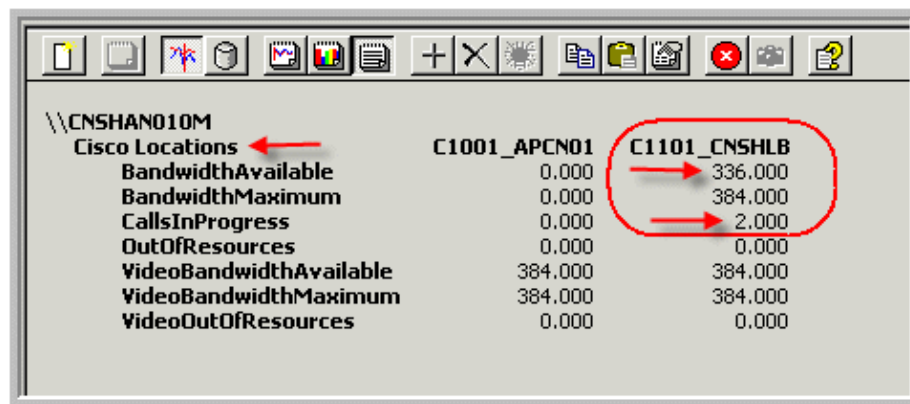 \\CNSHAN010M
Cisco Locations C1001_APCN01 C1101_CNSHLB
BandwidthAvailable 0.000 336.000
BandwidthMaximum 0.000 384.000
CallsInProgress 0.000 2.000
OutOfResources 0.000 0.000
VideoBandwidthAvailable 384.000 384.000
VideoBandwidthMaximum 384.000 384.000
VideoOutOfResources 0.000 0.000